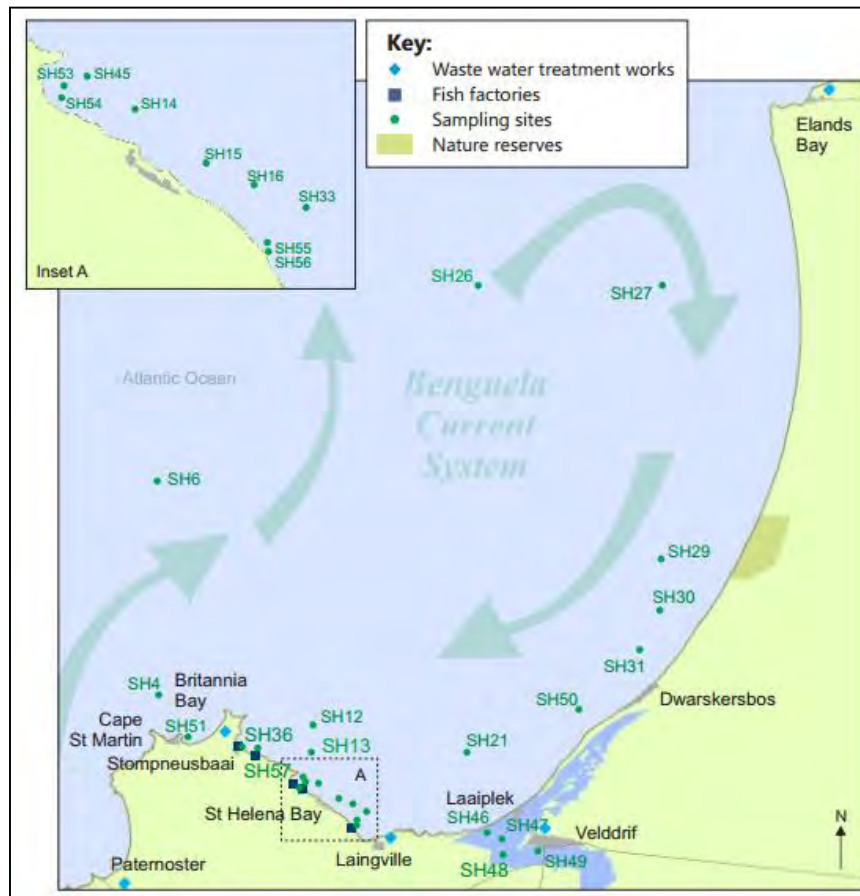 Key:
Waste water treatment works
Fish factories
Sampling sites
Nature reserves
SH53
SH45
SH54
SH14
SH15
SH16
SH33
SH55
SH56
Inset A
Elands
Bay
SH26
SH27
Atlantic Ocean
Benguela
Current
System
SH6
SH29
SH30
SH31
SH4
Britannia
Bay
Cape
St Martin
SH51
SH36
SH12
SH13
Stompneusbaai
SH57
A
St Helena Bay
SH50
Dwarskersbos
SH21
Laaiplek
SH46
SH47
Velddrif
SH48
SH49
Laingville
Paternoster
N